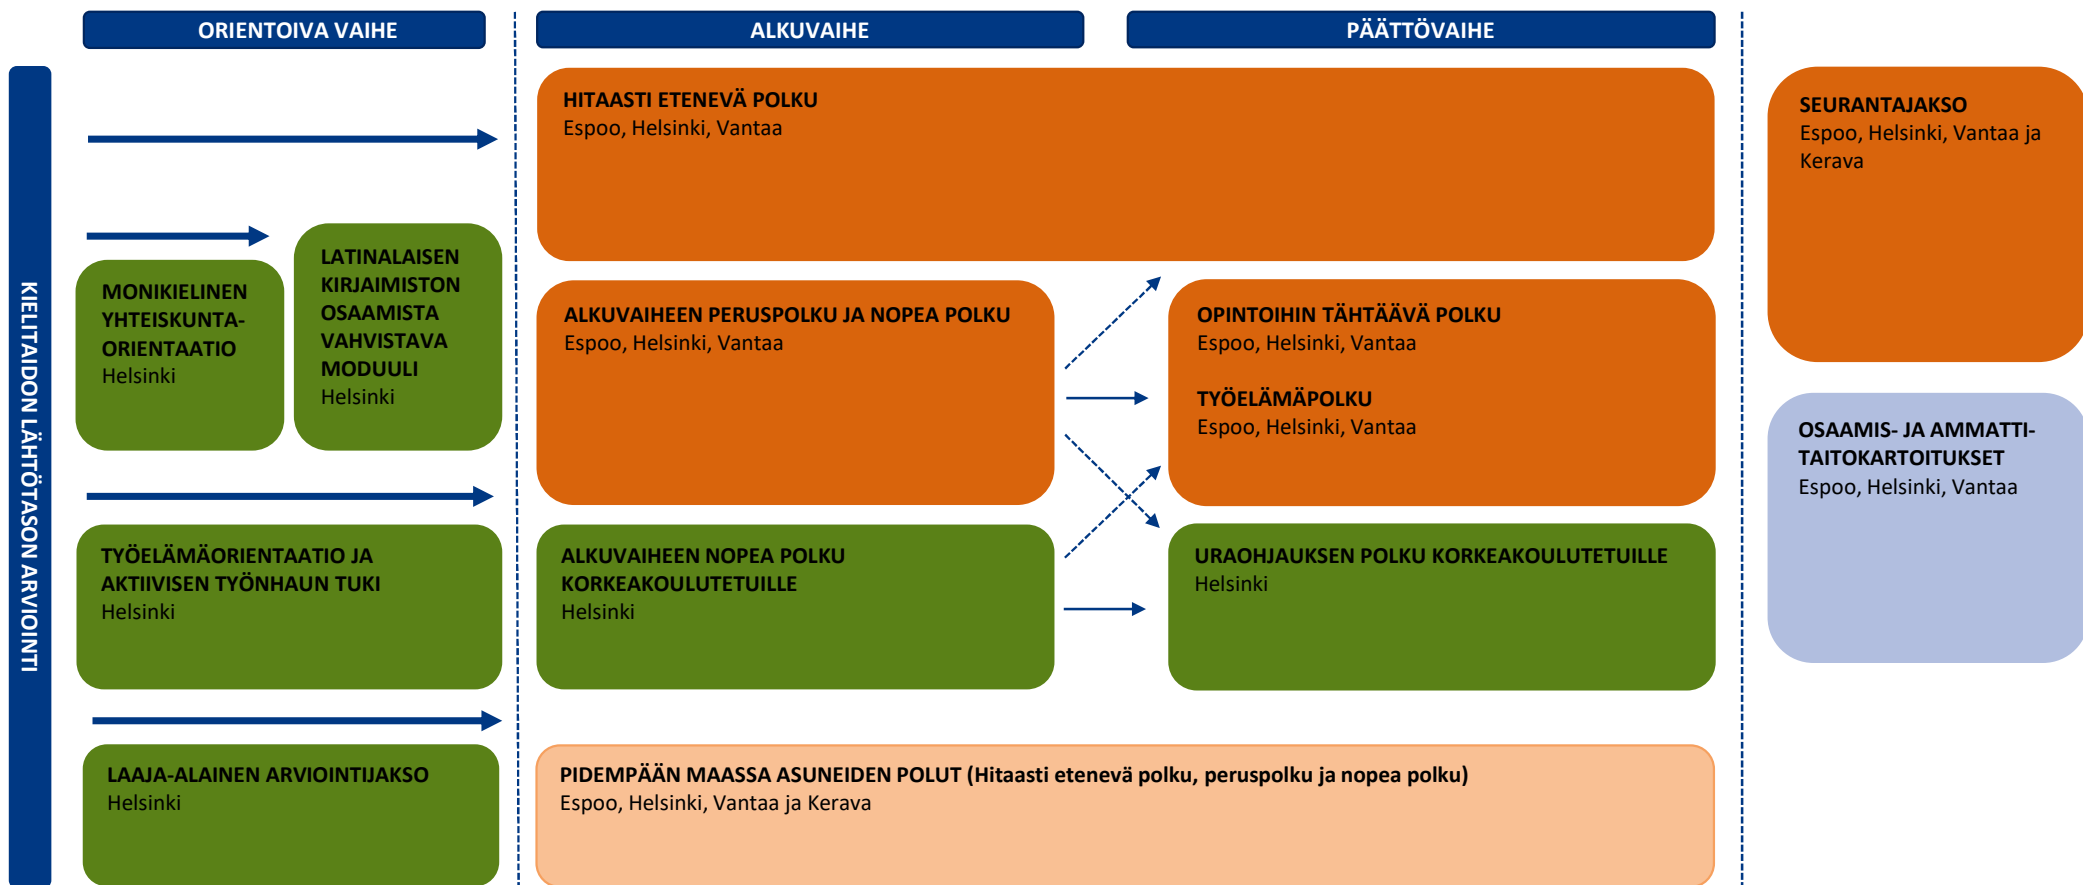 ORIENTOIVA VAIHE
ALKUVAIHE
PÄÄTTÖVAIHE
KIELITAIDON LÄHTÖTASON ARVIOINTI
MONIKIELINEN
YHTEISKUNTA-
ORIENTAATIO
Helsinki
LATINALAISEN
KIRJAIMISTON
OSAAMISTA
VAHVISTAVA
MODUULI
Helsinki
TYÖELÄMÄORIENTAATIO JA
AKTIIVISEN TYÖNHAUN TUKI
Helsinki
LAAJA-ALAINEN ARVIOINTIJAKSO
Helsinki
HITAASTI ETENEVÄ POLKU
Espoo, Helsinki, Vantaa
ALKUVAIHEEN PERUSPOLKU JA NOPEA POLKU
Espoo, Helsinki, Vantaa
ALKUVAIHEEN NOPEA POLKU
KORKEAKOULUTETUILLE
Helsinki
OPINTOIHIN TÄHTÄÄVÄ POLKU
Espoo, Helsinki, Vantaa
TYÖELÄMÄPOLKU
Espoo, Helsinki, Vantaa
URAOHJAUKSEN POLKU KORKEAKOULUTETUILLE
Helsinki
PIDEMPÄÄN MAASSA ASUNEIDEN POLUT (Hitaasti etenevä polku, peruspolku ja nopea polku)
Espoo, Helsinki, Vantaa ja Kerava
SEURANTAJAKSO
Espoo, Helsinki, Vantaa ja
Kerava
OSAAMIS- JA AMMATTI-
TAITOKARTOITUKSET
Espoo, Helsinki, Vantaa